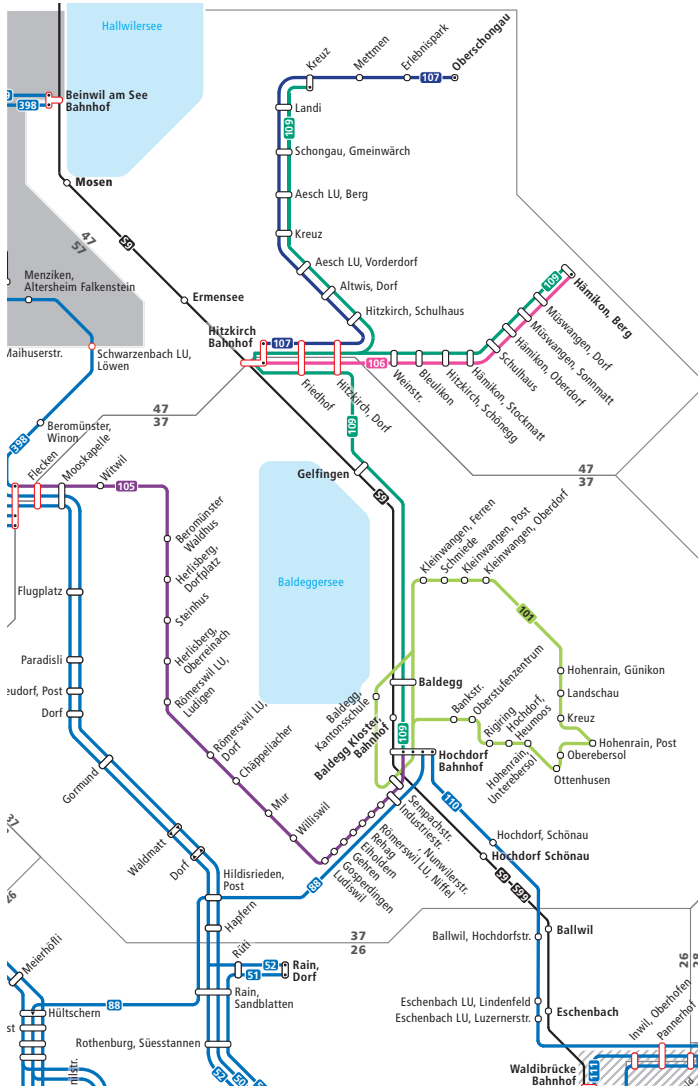 Hallwilersee
Kreuz
Mettmen
Erlebnispark
Oberschongau
107
Beinwil am See
Bahnhof
398
Landi
109
Schongau, Gmeinwärch
Mosen
Aesch LU, Berg
47
57
59
Kreuz
Menziken,
Altersheim Falkenstein
Aesch LU, Vorderdorf
Altwis, Dorf
Ermensee
Hitzkirch, Schulhaus
109
Hämikon, Berg
Müswangen, Dorf
Müswangen, Sonnmatt
Hämikon, Oberdorf
Schulhaus
Hitzkirch
Bahnhof
107
106
Maihuserstr.
Schwarzenbach LU,
Löwen
Friedhof
Hitzkirch, Dorf
Weinstr.
Bleulikon
Hitzkirch, Schönegg
Hämikon, Stockmatt
47
37
Beromünster,
Winon
398
109
Flecken
Mooskapelle
Witwil
105
Gelfingen
59
47
37
Beromünster
Waldhus
Herlisberg,
Dorfplatz
Steinhus
Herlisberg,
Oberreinach
Römerswil LU,
Ludigen
Baldeggersee
Kleinwangen, Ferren
Schmiede
Kleinwangen, Post
Kleinwangen, Oberdorf
101
Flugplatz
Paradisli
eudorf, Post
Dorf
Hohenrain, Günikon
Landschau
Kreuz
Hohenrain, Post
Oberebersol
Ottenhusen
Baldegg
Baldegg,
Kantonsschule
Baldegg Kloster,
Bahnhof
109
Bankstr.
Oberstufenzentrum
Rigiring
Hochdorf,
Heumoos
Hohenrain,
Unterebersol
Hochdorf
Bahnhof
Römerswil LU,
Dorf
Chäppeliacher
Mur
Williswil
Gormund
110
Sempachstr.
Industriestr.
, Nunwilerstr.
Römerswil LU, Niffel
Rehag
Eiholdern
Gehren
Gosperdingen
Ludiswil
Hochdorf, Schönau
Hochdorf Schönau
37
26
Waldmatt
Dorf
Hildisrieden,
Post
88
S9
S99
Hapfern
37
26
Ballwil, Hochdorfstr.
Ballwil
Meierhöfli
Rüti
52
51
Rain,
Dorf
26
28
Rain,
Sandblatten
88
Hültschern
Eschenbach LU, Lindenfeld
Eschenbach LU, Luzernerstr.
Eschenbach
Inwil, Oberhofen
Pannerhof
st
Rothenburg, Süesstannen
Waldibrücke
Bahnhof
111
52
50